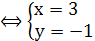 ⇔ { x = 3
y = −1